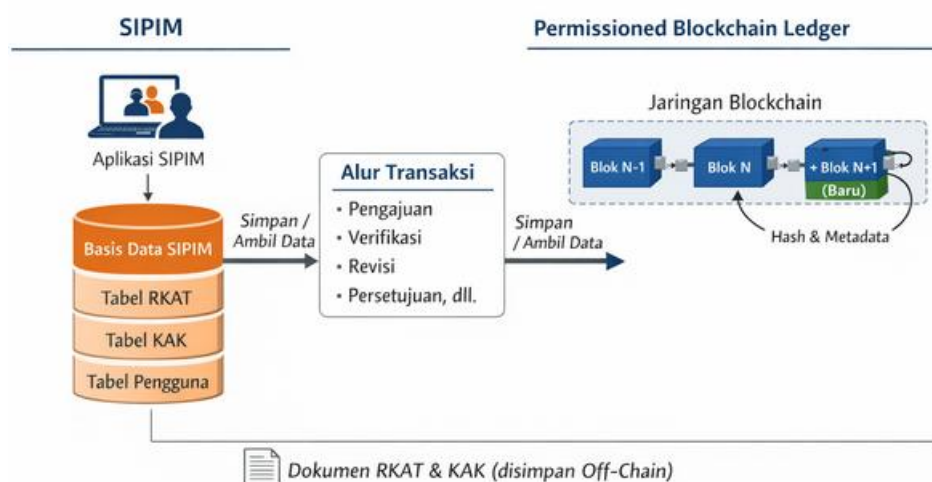 SIPIM
Permissioned Blockchain Ledger
Aplikasi SIPIM
Basis Data SIPIM
Tabel RKAT
Tabel KAK
Tabel Pengguna
Simpan /
Ambil Data
Alur Transaksi
• Pengajuan
• Verifikasi
• Revisi
• Persetujuan, dll.
Simpan
/ Ambil Data
Jaringan Blockchain
Blok N-1
Blok N
+ Blok N+1
(Baru)
Hash & Metadata
Dokumen RKAT & KAK (disimpan Off-Chain)